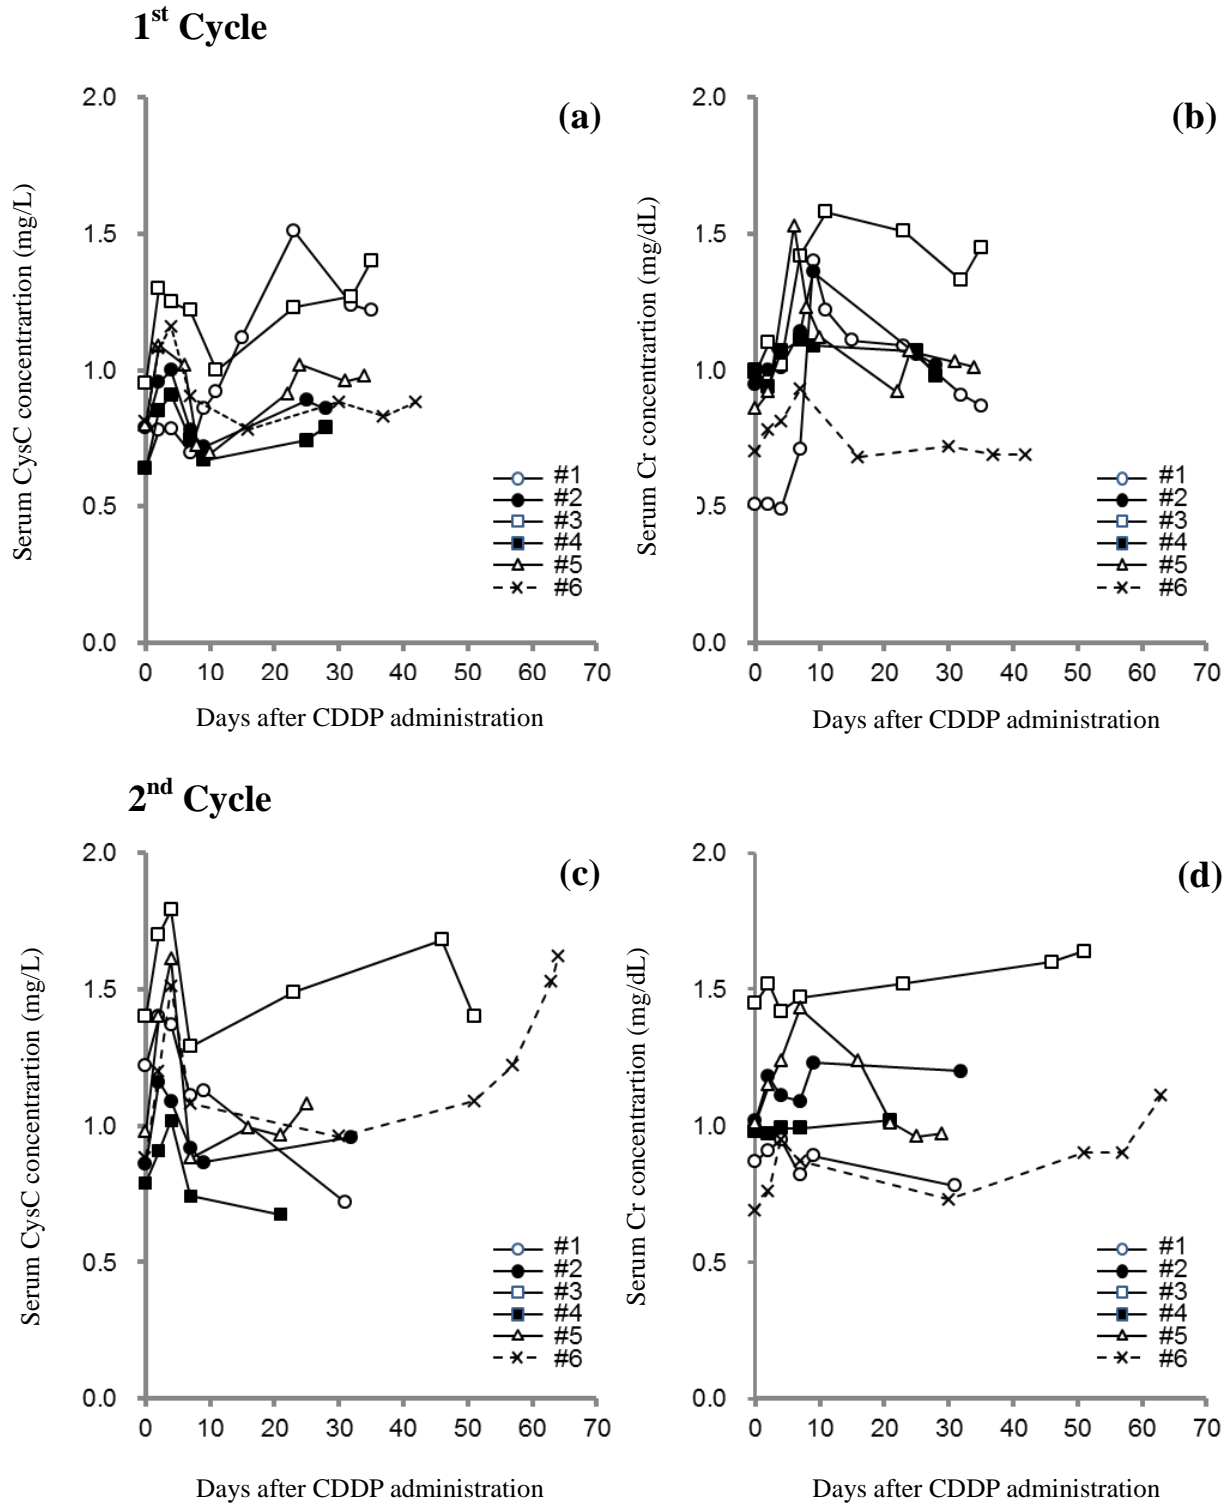 1st Cycle
(a)
2.0
1.5
1.0
0.5
0.0
0 10 20 30 40 50 60 70
Serum CysC concentrartion (mg/L)
Days after CDDP administration
#1
#2
#3
#4
#5
#6
(b)
2.0
1.5
1.0
0.5
0.0
0 10 20 30 40 50 60 70
Serum Cr concentrartion (mg/dL)
Days after CDDP administration
#1
#2
#3
#4
#5
#6
2nd Cycle
(c)
2.0
1.5
1.0
0.5
0.0
0 10 20 30 40 50 60 70
Serum CysC concentrartion (mg/L)
Days after CDDP administration
#1
#2
#3
#4
#5
#6
(d)
2.0
1.5
1.0
0.5
0.0
0 10 20 30 40 50 60 70
Serum Cr concentrartion (mg/dL)
Days after CDDP administration
#1
#2
#3
#4
#5
#6